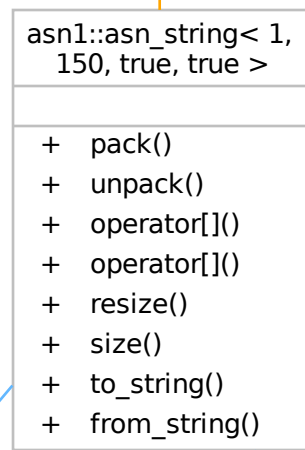 asn1::asn_string< 1,
150, true, true >
+ pack()
+ unpack()
+ operator[]()
+ operator[]()
+ resize()
+ size()
+ to_string()
+ from_string()